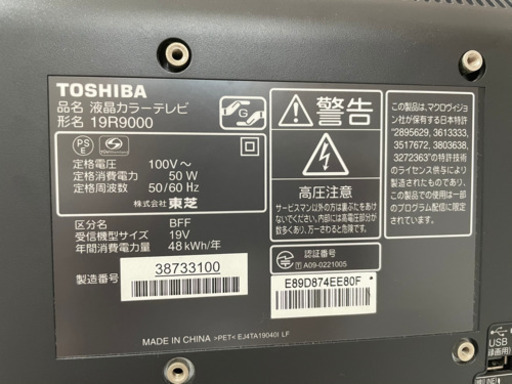 TOSHIBA
品名 液晶カラーテレビ
形名 19R9000
PS
E
G
定格電圧 100V～
定格消費電力 50 W
定格周波数 50/60 Hz
株式会社 東芝
区分名 BFF
受信機型サイズ 19V
年間消費電力量 48 kWh/年
製造番号
38733100
警告
高圧注意
サービスマン以外の方は裏ぶたをあけ
ないでください。内部には高電圧部分が
数多くあり、万一さわると危険です。
認証番号
A09-0221005
E89D874EE80F
この製品は、マクロヴィジョン
社が保有する日本特許
"2895629, 3613333,
3517672, 3803638,
3272363"の特許技術の
ライセンス供与により
製造されました。
この製品での使用は一部
のプログラム配信に限定さ
れています。
MADE IN CHINA >PET< EJ4TA19040I LF
USB
録画用)